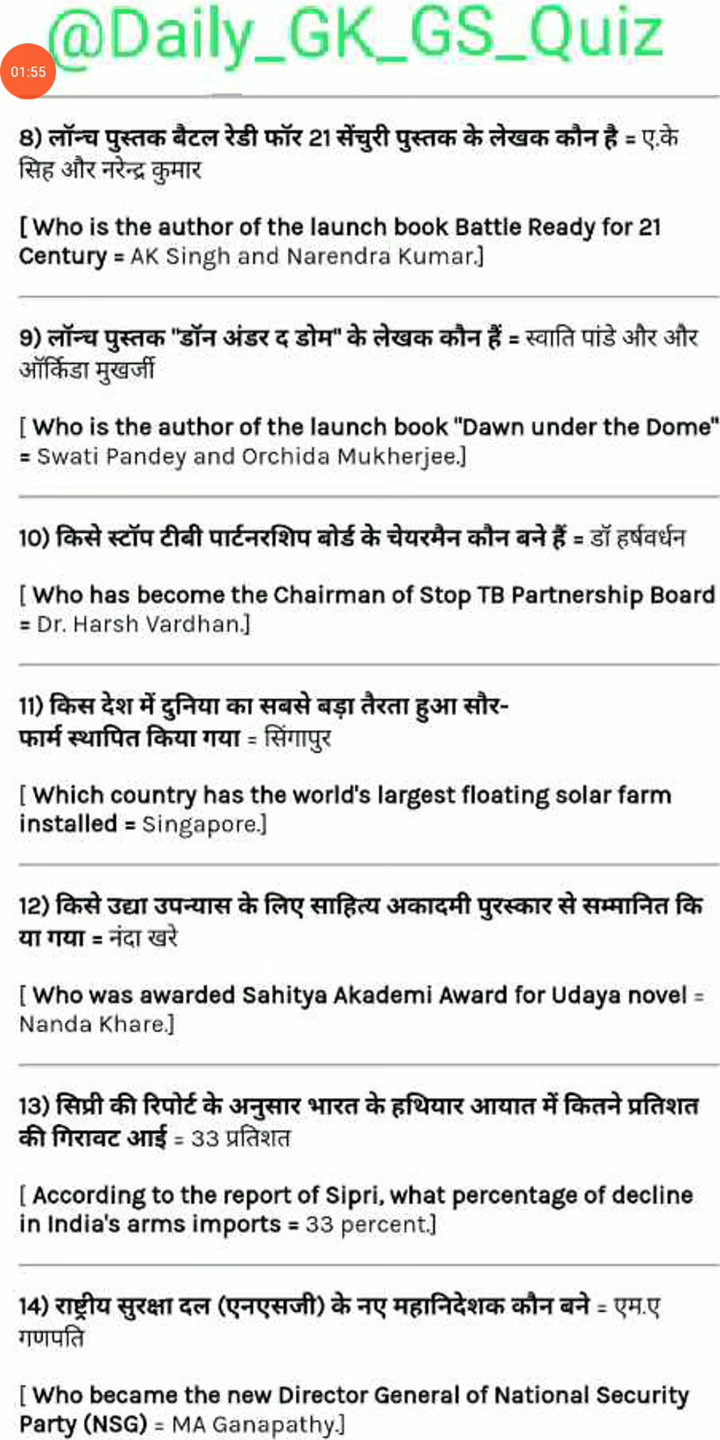 @Daily_GK_GS_Quiz
01:55
8) लॉन्च पुस्तक बैटल रेडी फॉर 21 सेंचुरी पुस्तक के लेखक कौन है = ए.के
सिह और नरेन्द्र कुमार
[ Who is the author of the launch book Battle Ready for 21
Century = AK Singh and Narendra Kumar.]
9) लॉन्च पुस्तक "डॉन अंडर द डोम" के लेखक कौन हैं = स्वाति पांडे और और
ऑर्किडा मुखर्जी
[ Who is the author of the launch book "Dawn under the Dome"
= Swati Pandey and Orchida Mukherjee.]
10) किसे स्टॉप टीबी पार्टनरशिप बोर्ड के चेयरमैन कौन बने हैं = डॉ हर्षवर्धन
[ Who has become the Chairman of Stop TB Partnership Board
= Dr. Harsh Vardhan.]
11) किस देश में दुनिया का सबसे बड़ा तैरता हुआ सौर-
फार्म स्थापित किया गया = सिंगापुर
[ Which country has the world's largest floating solar farm
installed = Singapore.]
12) किसे उद्या उपन्यास के लिए साहित्य अकादमी पुरस्कार से सम्मानित कि
या गया = नंदा खरे
[ Who was awarded Sahitya Akademi Award for Udaya novel =
Nanda Khare.]
13) सिप्री की रिपोर्ट के अनुसार भारत के हथियार आयात में कितने प्रतिशत
की गिरावट आई = 33 प्रतिशत
[ According to the report of Sipri, what percentage of decline
in India's arms imports = 33 percent.]
14) राष्ट्रीय सुरक्षा दल (एनएसजी) के नए महानिदेशक कौन बने = एम.ए
गणपति
[ Who became the new Director General of National Security
Party (NSG) = MA Ganapathy.]